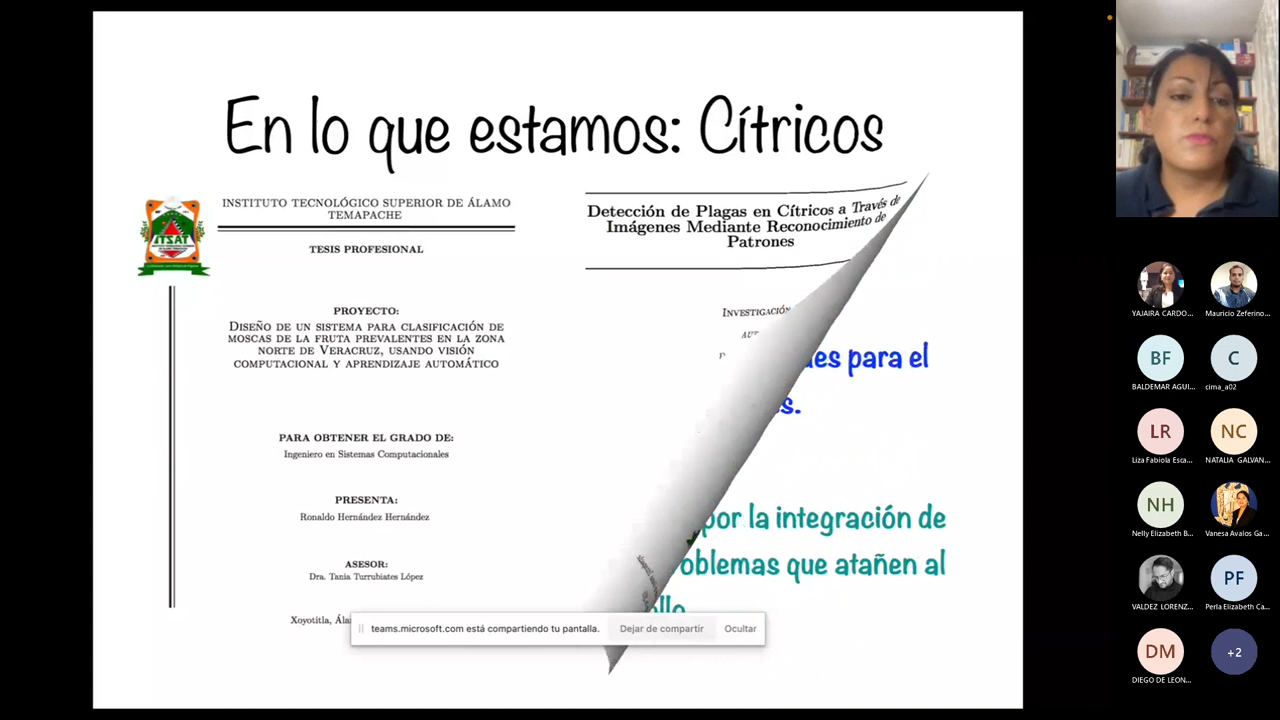 En lo que estamos: Cítricos
INSTITUTO TECNOLÓGICO SUPERIOR DE ÁLAMO
TEMAPACHE
TESIS PROFESIONAL
ITSAT
PROYECTO:
Diseño de un sistema para clasificación de
moscas de la fruta prevalentes en la zona
norte de Veracruz, usando visión
computacional y aprendizaje automático
PARA OBTENER EL GRADO DE:
Ingeniero en Sistemas Computacionales
PRESENTA:
Ronaldo Hernández Hernández
ASESOR:
Dra. Tania Turrubiates López
Xoyotitla, Ála
Detección de Plagas en Cítricos a Través de
Imágenes Mediante Reconocimiento de
Patrones
Investigación
para el
por la integración de
que atañen al
teams.microsoft.com está compartiendo tu pantalla.
Dejar de compartir
Ocultar
YAJAIRA CARDO...
Mauricio Zeferino...
BF
BALDEMAR AGUI...
C
cima_a02
LR
Liza Fabiola Esca...
NC
NATALIA GALVAN...
NH
Nelly Elizabeth B...
Vanesa Avalos Ga...
VALDEZ LORENZ...
PF
Perla Elizabeth Ca...
DM
DIEGO DE LEON...
+2